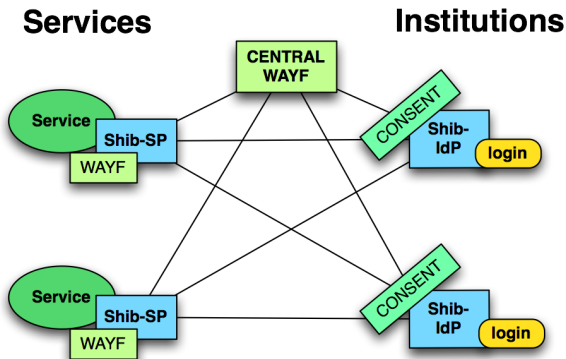 Services
Institutions
CENTRAL
WAYF
Service
Shib-SP
WAYF
CONSENT
Shib-
IdP
login
Service
Shib-SP
WAYF
CONSENT
Shib-
IdP
login